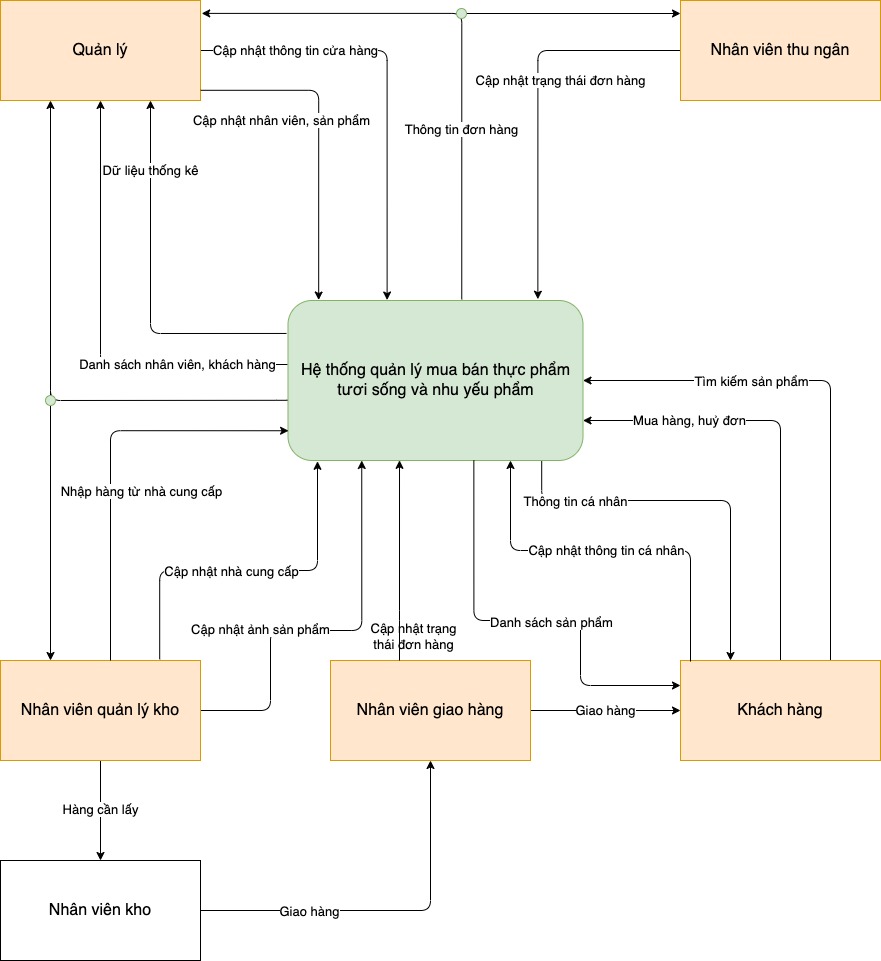 Quản lý
Nhân viên thu ngân
Cập nhật thông tin cửa hàng
Cập nhật trạng thái đơn hàng
Cập nhật nhân viên, sản phẩm
Thông tin đơn hàng
Dữ liệu thống kê
Danh sách nhân viên, khách hàng
Hệ thống quản lý mua bán thực phẩm
tươi sống và nhu yếu phẩm
Tìm kiếm sản phẩm
Mua hàng, huỷ đơn
Nhập hàng từ nhà cung cấp
Thông tin cá nhân
Cập nhật thông tin cá nhân
Cập nhật nhà cung cấp
Cập nhật ảnh sản phẩm
Cập nhật trạng
thái đơn hàng
Danh sách sản phẩm
Nhân viên quản lý kho
Nhân viên giao hàng
Giao hàng
Khách hàng
Hàng cần lấy
Nhân viên kho
Giao hàng